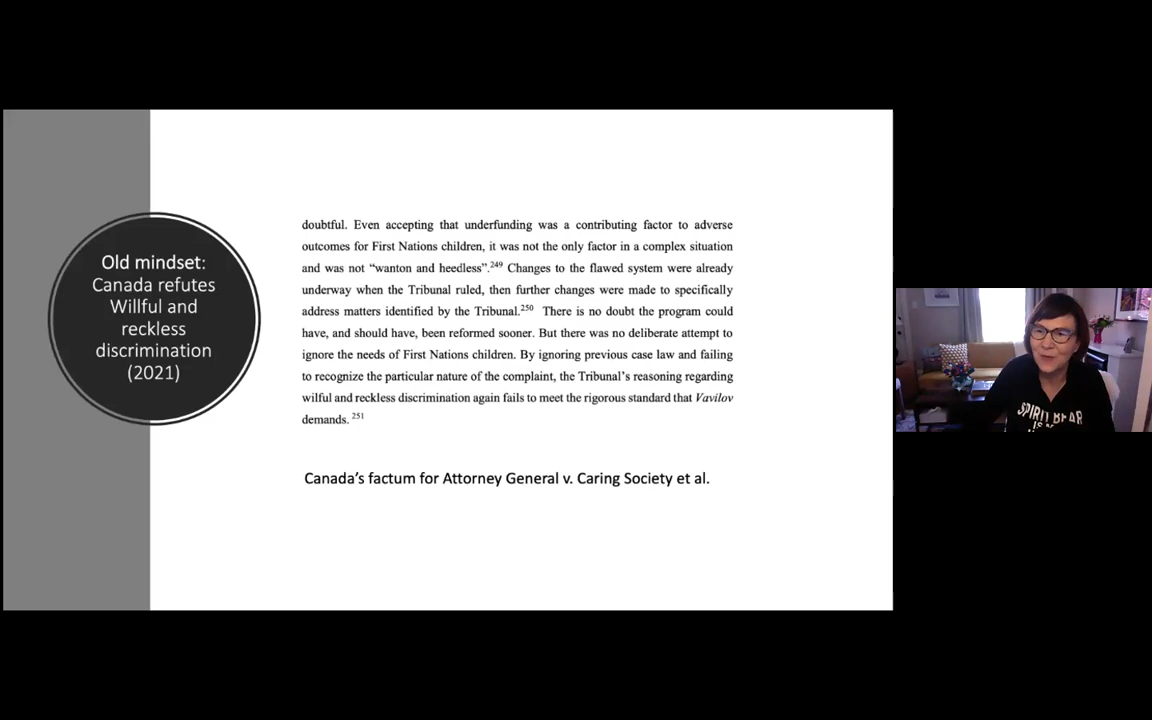 Old mindset:
Canada refutes
Willful and
reckless
discrimination
(2021)
doubtful. Even accepting that underfunding was a contributing factor to adverse
outcomes for First Nations children, it was not the only factor in a complex situation
and was not “wanton and heedless”.249 Changes to the flawed system were already
underway when the Tribunal ruled, then further changes were made to specifically
address matters identified by the Tribunal.250 There is no doubt the program could
have, and should have, been reformed sooner. But there was no deliberate attempt to
ignore the needs of First Nations children. By ignoring previous case law and failing
to recognize the particular nature of the complaint, the Tribunal’s reasoning regarding
wilful and reckless discrimination again fails to meet the rigorous standard that Vavilov
demands. 251
Canada’s factum for Attorney General v. Caring Society et al.
SPIRIT BEAR
IS